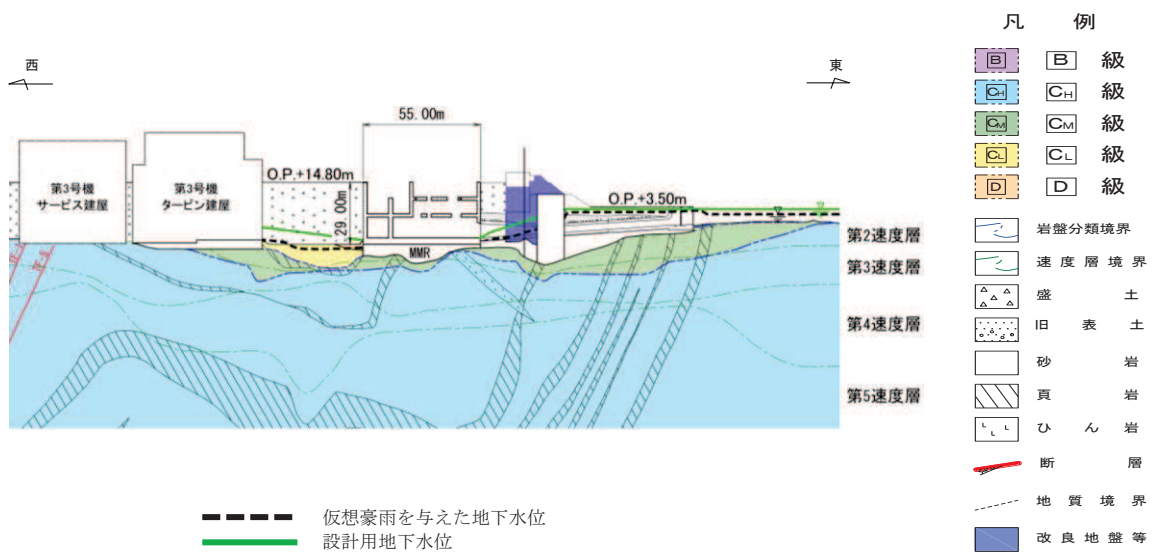 西
東
55.00m
O.P.+14.80m
29.00m
第3号機
サービス建屋
第3号機
タービン建屋
MMR
O.P.+3.50m
第2速度層
第3速度層
第4速度層
第5速度層
仮想豪雨を与えた地下水位
設計用地下水位
凡 例
B B 級
CH CH 級
CM CM 級
CL CL 級
D D 級
岩盤分類境界
速度層境界
盛土
旧表土
砂岩
頁岩
ひん岩
断層
地質境界
改良地盤等